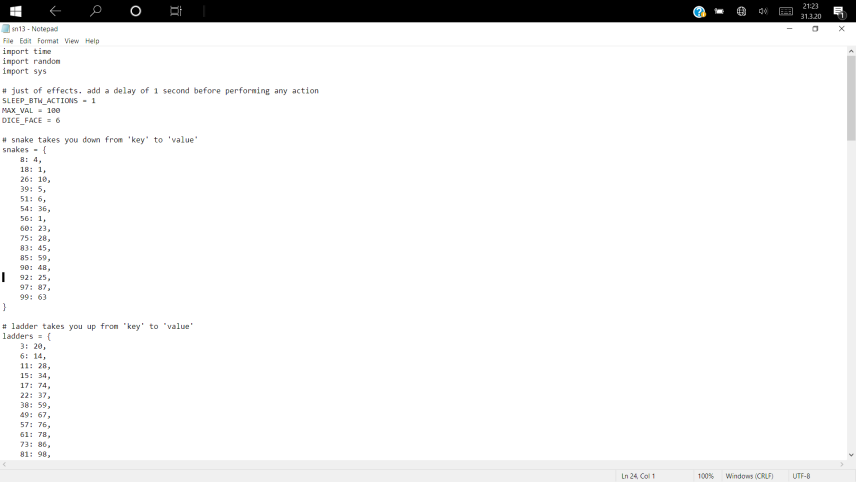 21:23
31.3.20
1
sn13 - Notepad
File Edit Format View Help
import time
import random
import sys
# just of effects. add a delay of 1 second before performing any action
SLEEP_BTW_ACTIONS = 1
MAX_VAL = 100
DICE_FACE = 6
# snake takes you down from 'key' to 'value'
snakes = {
8: 4,
18: 1,
26: 10,
39: 5,
51: 6,
54: 36,
56: 1,
60: 23,
75: 28,
83: 45,
85: 59,
90: 48,
92: 25,
97: 87,
99: 63
}
# ladder takes you up from 'key' to 'value'
ladders = {
3: 20,
6: 14,
11: 28,
15: 34,
17: 74,
22: 37,
38: 59,
49: 67,
57: 76,
61: 78,
73: 86,
81: 98,
Ln 24, Col 1 100% Windows (CRLF) UTF-8